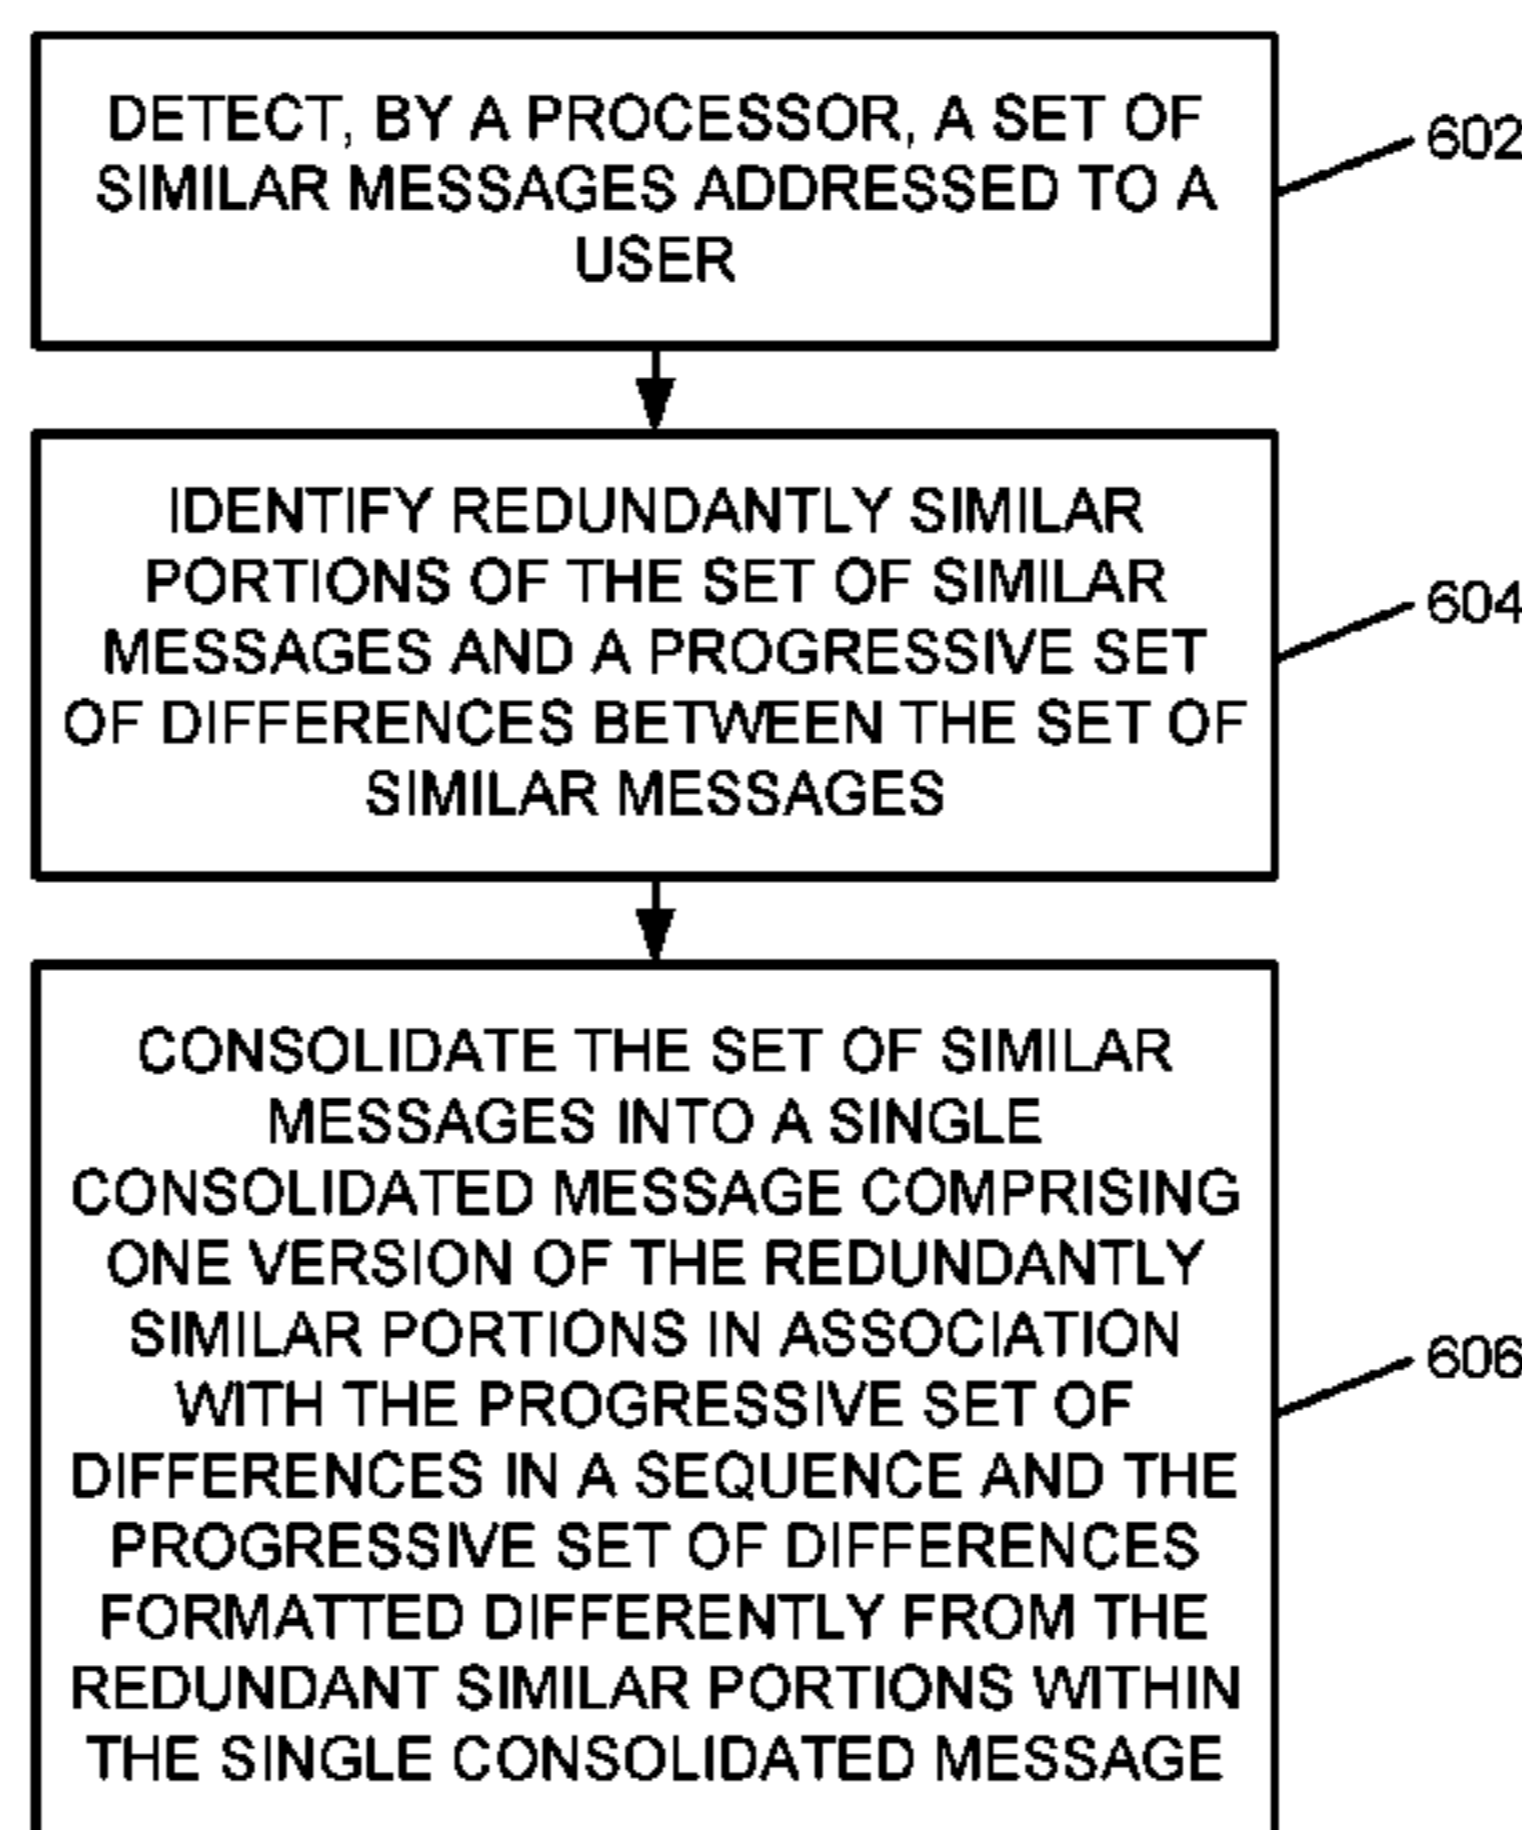 DETECT, BY A PROCESSOR, A SET OF
SIMILAR MESSAGES ADDRESSED TO A
USER
602
IDENTIFY REDUNDANTLY SIMILAR
PORTIONS OF THE SET OF SIMILAR
MESSAGES AND A PROGRESSIVE SET
OF DIFFERENCES BETWEEN THE SET OF
SIMILAR MESSAGES
604
CONSOLIDATE THE SET OF SIMILAR
MESSAGES INTO A SINGLE
CONSOLIDATED MESSAGE COMPRISING
ONE VERSION OF THE REDUNDANTLY
SIMILAR PORTIONS IN ASSOCIATION
WITH THE PROGRESSIVE SET OF
DIFFERENCES IN A SEQUENCE AND THE
PROGRESSIVE SET OF DIFFERENCES
FORMATTED DIFFERENTLY FROM THE
REDUNDANT SIMILAR PORTIONS WITHIN
THE SINGLE CONSOLIDATED MESSAGE
606